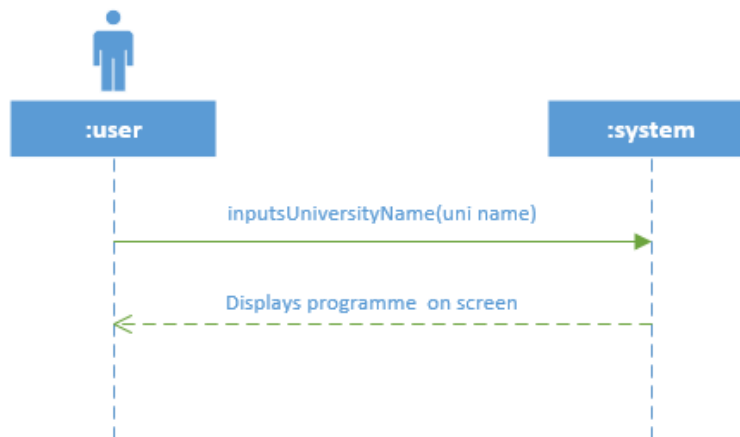 :user
:system
inputsUniversityName(uni name)
Displays programme on screen